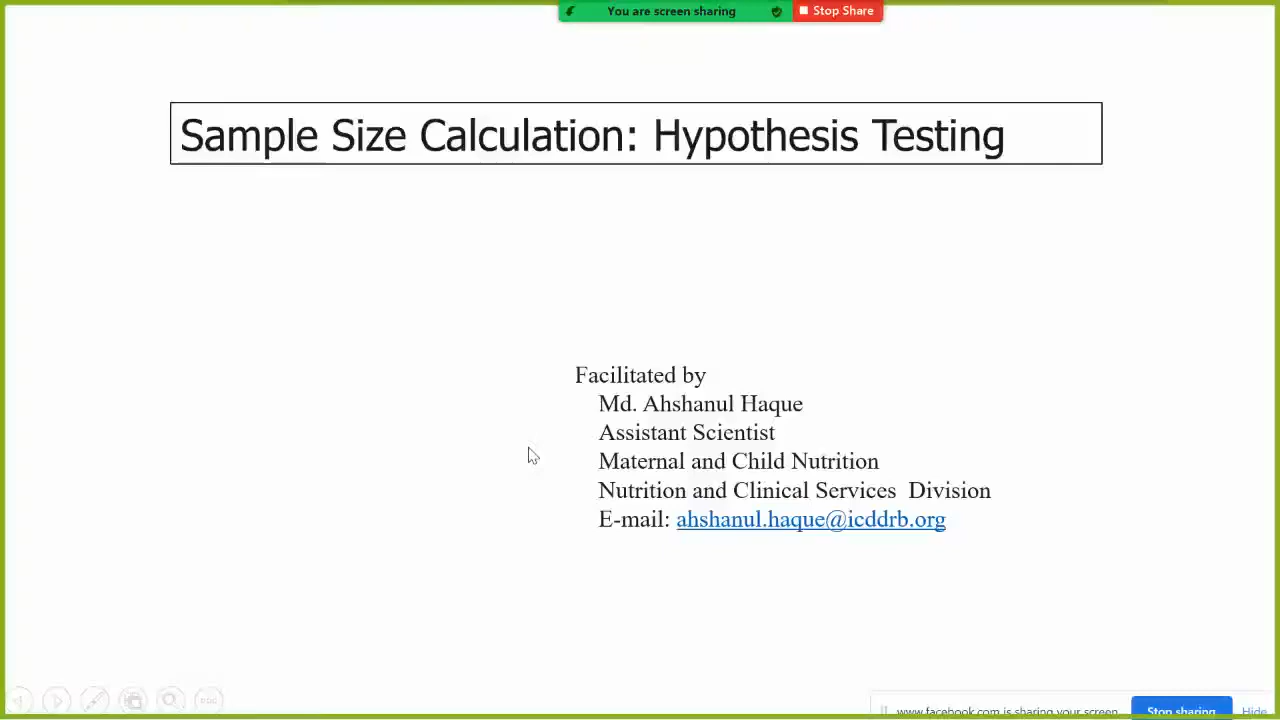 You are screen sharing
Stop Share
Sample Size Calculation: Hypothesis Testing
Facilitated by
Md. Ahshanul Haque
Assistant Scientist
Maternal and Child Nutrition
Nutrition and Clinical Services Division
E-mail: ahshanul.haque@icddrb.org
www.facebook.com is sharing your screen.
Stop sharing
Hide